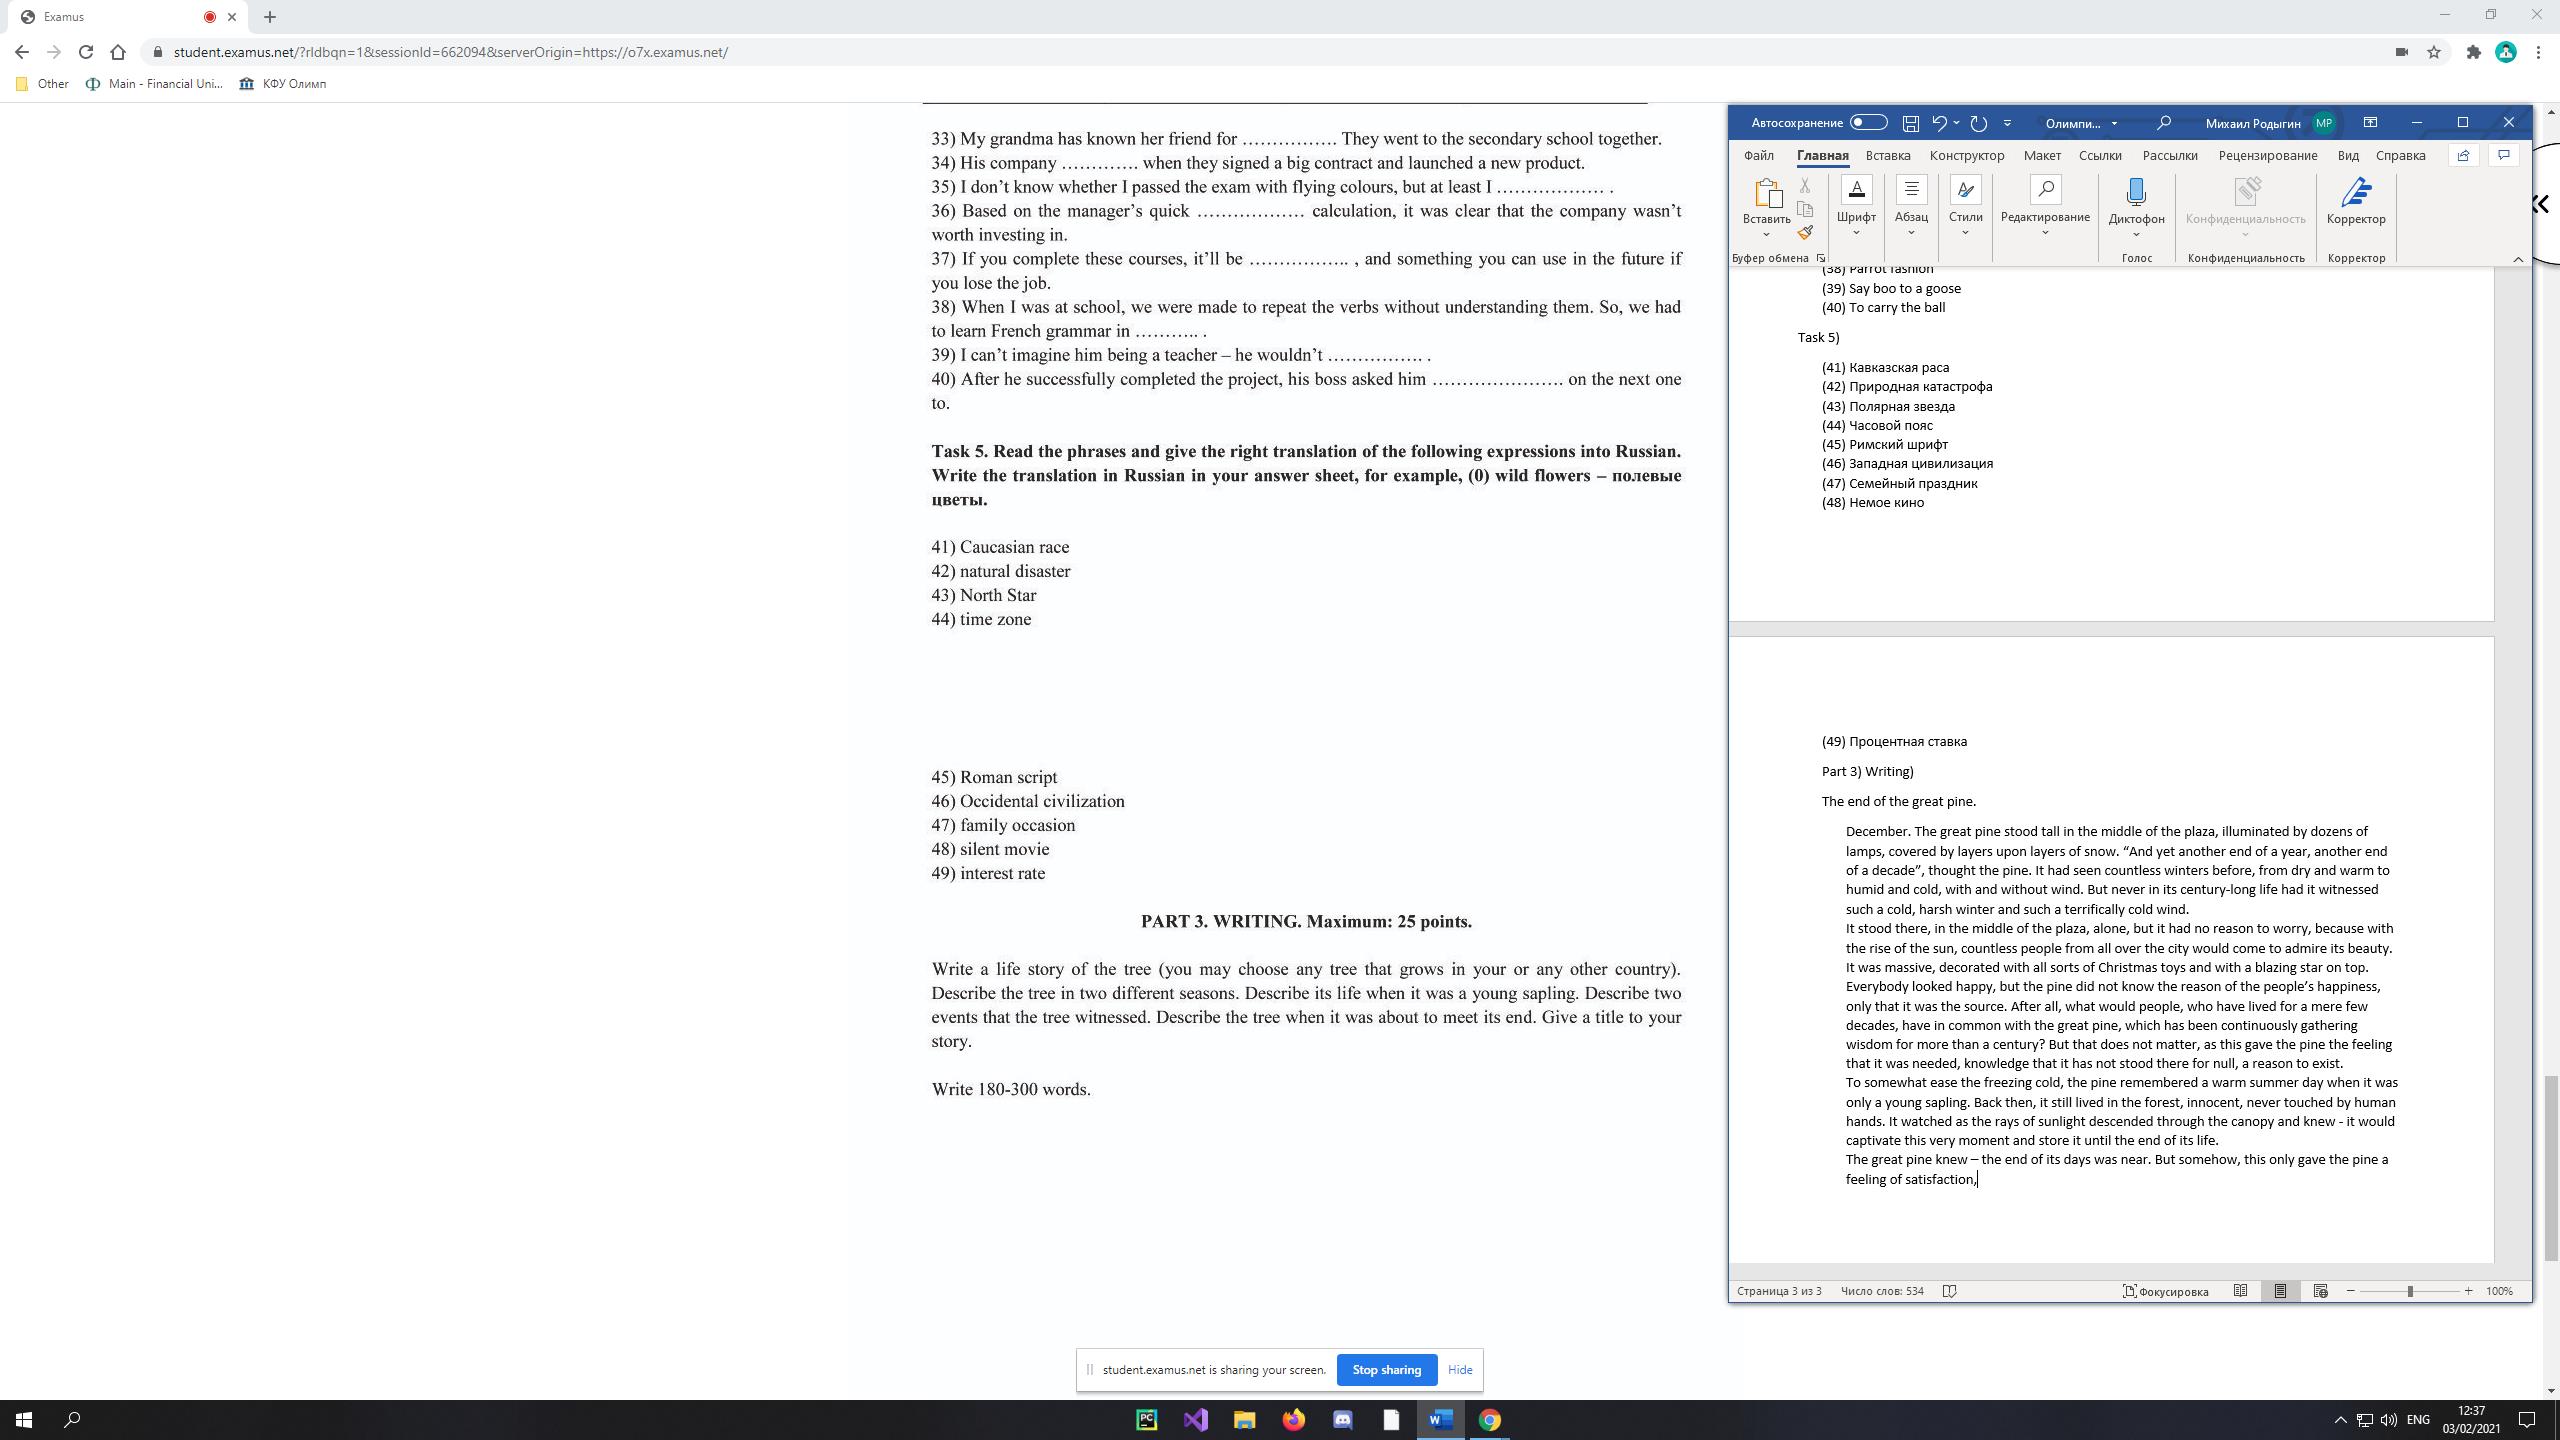 Examus
student.examus.net/?rldbqn=1&sessionId=662094&serverOrigin=https://o7x.examus.net/
Other
Main - Financial Uni...
КФУ Олимп
33) My grandma has known her friend for ……………. They went to the secondary school together.
34) His company …………. when they signed a big contract and launched a new product.
35) I don’t know whether I passed the exam with flying colours, but at least I ……………… .
36) Based on the manager’s quick ……………… calculation, it was clear that the company wasn’t
worth investing in.
37) If you complete these courses, it’ll be …………….. , and something you can use in the future if
you lose the job.
38) When I was at school, we were made to repeat the verbs without understanding them. So, we had
to learn French grammar in ……….. .
39) I can’t imagine him being a teacher – he wouldn’t ……………. .
40) After he successfully completed the project, his boss asked him …………………. on the next one
to.
Task 5. Read the phrases and give the right translation of the following expressions into Russian.
Write the translation in Russian in your answer sheet, for example, (0) wild flowers – полевые
цветы.
41) Caucasian race
42) natural disaster
43) North Star
44) time zone
45) Roman script
46) Occidental civilization
47) family occasion
48) silent movie
49) interest rate
PART 3. WRITING. Maximum: 25 points.
Write a life story of the tree (you may choose any tree that grows in your or any other country).
Describe the tree in two different seasons. Describe its life when it was a young sapling. Describe two
events that the tree witnessed. Describe the tree when it was about to meet its end. Give a title to your
story.
Write 180-300 words.
Автосохранение
Олимпи...
Михаил Родыгин
МР
Файл
Главная
Вставка
Конструктор
Макет
Ссылки
Рассылки
Рецензирование
Вид
Справка
Вставить
Шрифт
Абзац
Стили
Редактирование
Диктофон
Конфиденциальность
Корректор
Буфер обмена
Голос
Конфиденциальность
Корректор
(38) Parrot fashion
(39) Say boo to a goose
(40) To carry the ball
Task 5)
(41) Кавказская раса
(42) Природная катастрофа
(43) Полярная звезда
(44) Часовой пояс
(45) Римский шрифт
(46) Западная цивилизация
(47) Семейный праздник
(48) Немое кино
(49) Процентная ставка
Part 3) Writing)
The end of the great pine.
December. The great pine stood tall in the middle of the plaza, illuminated by dozens of
lamps, covered by layers upon layers of snow. “And yet another end of a year, another end
of a decade”, thought the pine. It had seen countless winters before, from dry and warm to
humid and cold, with and without wind. But never in its century-long life had it witnessed
such a cold, harsh winter and such a terrifically cold wind.
It stood there, in the middle of the plaza, alone, but it had no reason to worry, because with
the rise of the sun, countless people from all over the city would come to admire its beauty.
It was massive, decorated with all sorts of Christmas toys and with a blazing star on top.
Everybody looked happy, but the pine did not know the reason of the people’s happiness,
only that it was the source. After all, what would people, who have lived for a mere few
decades, have in common with the great pine, which has been continuously gathering
wisdom for more than a century? But that does not matter, as this gave the pine the feeling
that it was needed, knowledge that it has not stood there for null, a reason to exist.
To somewhat ease the freezing cold, the pine remembered a warm summer day when it was
only a young sapling. Back then, it still lived in the forest, innocent, never touched by human
hands. It watched as the rays of sunlight descended through the canopy and knew - it would
captivate this very moment and store it until the end of its life.
The great pine knew – the end of its days was near. But somehow, this only gave the pine a
feeling of satisfaction,
Страница 3 из 3
Число слов: 534
Фокусировка
100%
student.examus.net is sharing your screen.
Stop sharing
Hide
ENG
12:37
03/02/2021